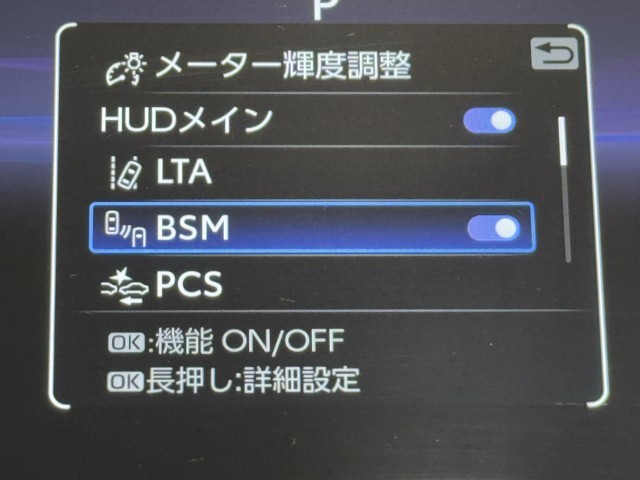 P
メーター輝度調整
HUDメイン
LTA
BSM
PCS
OK:機能 ON/OFF
OK長押し:詳細設定